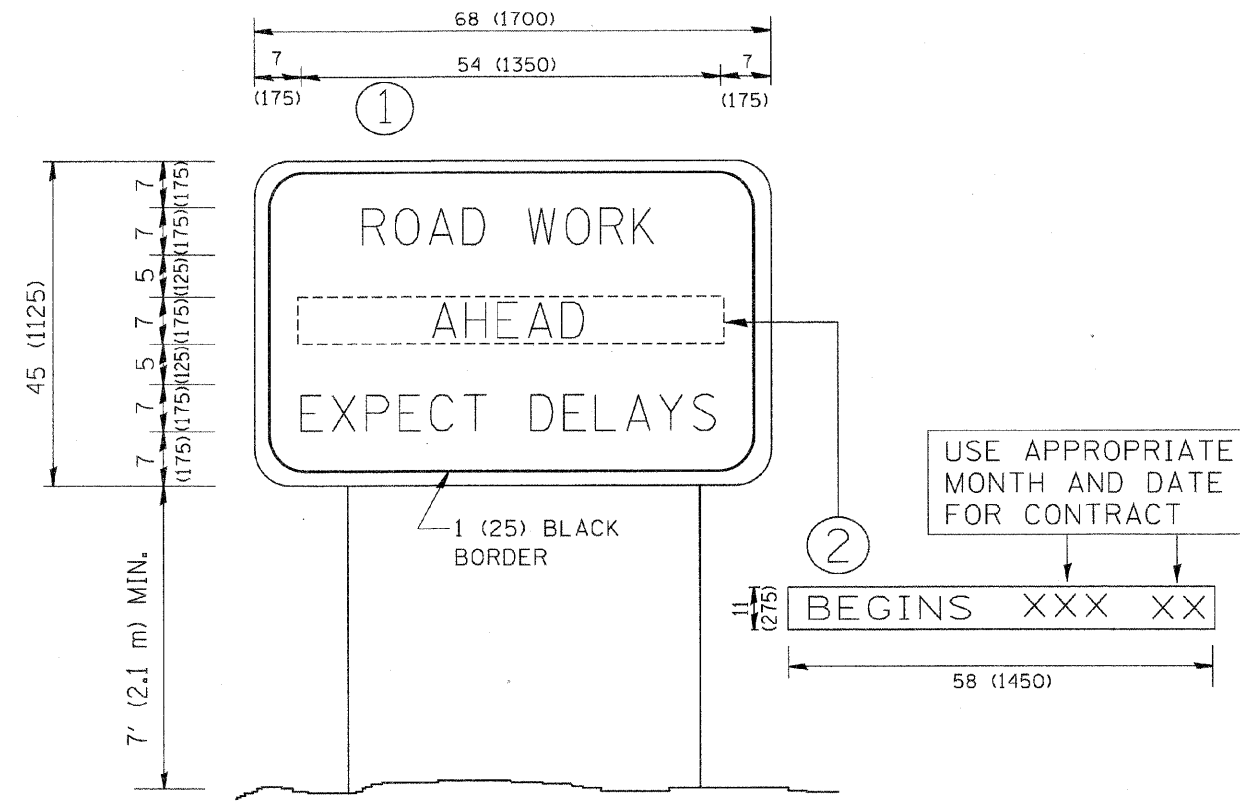 68 (1700)
7 54 (1350) 7
(175) (175)
1
45 (1125)
7 (175)
7 (175)
5 (125)
7 (175)
5 (125)
7 (175)
7 (175)
ROAD WORK
AHEAD
EXPECT DELAYS
1 (25) BLACK
BORDER
7' (2.1 m) MIN.
USE APPROPRIATE
MONTH AND DATE
FOR CONTRACT
2
11
(275)
BEGINS XXX XX
58 (1450)